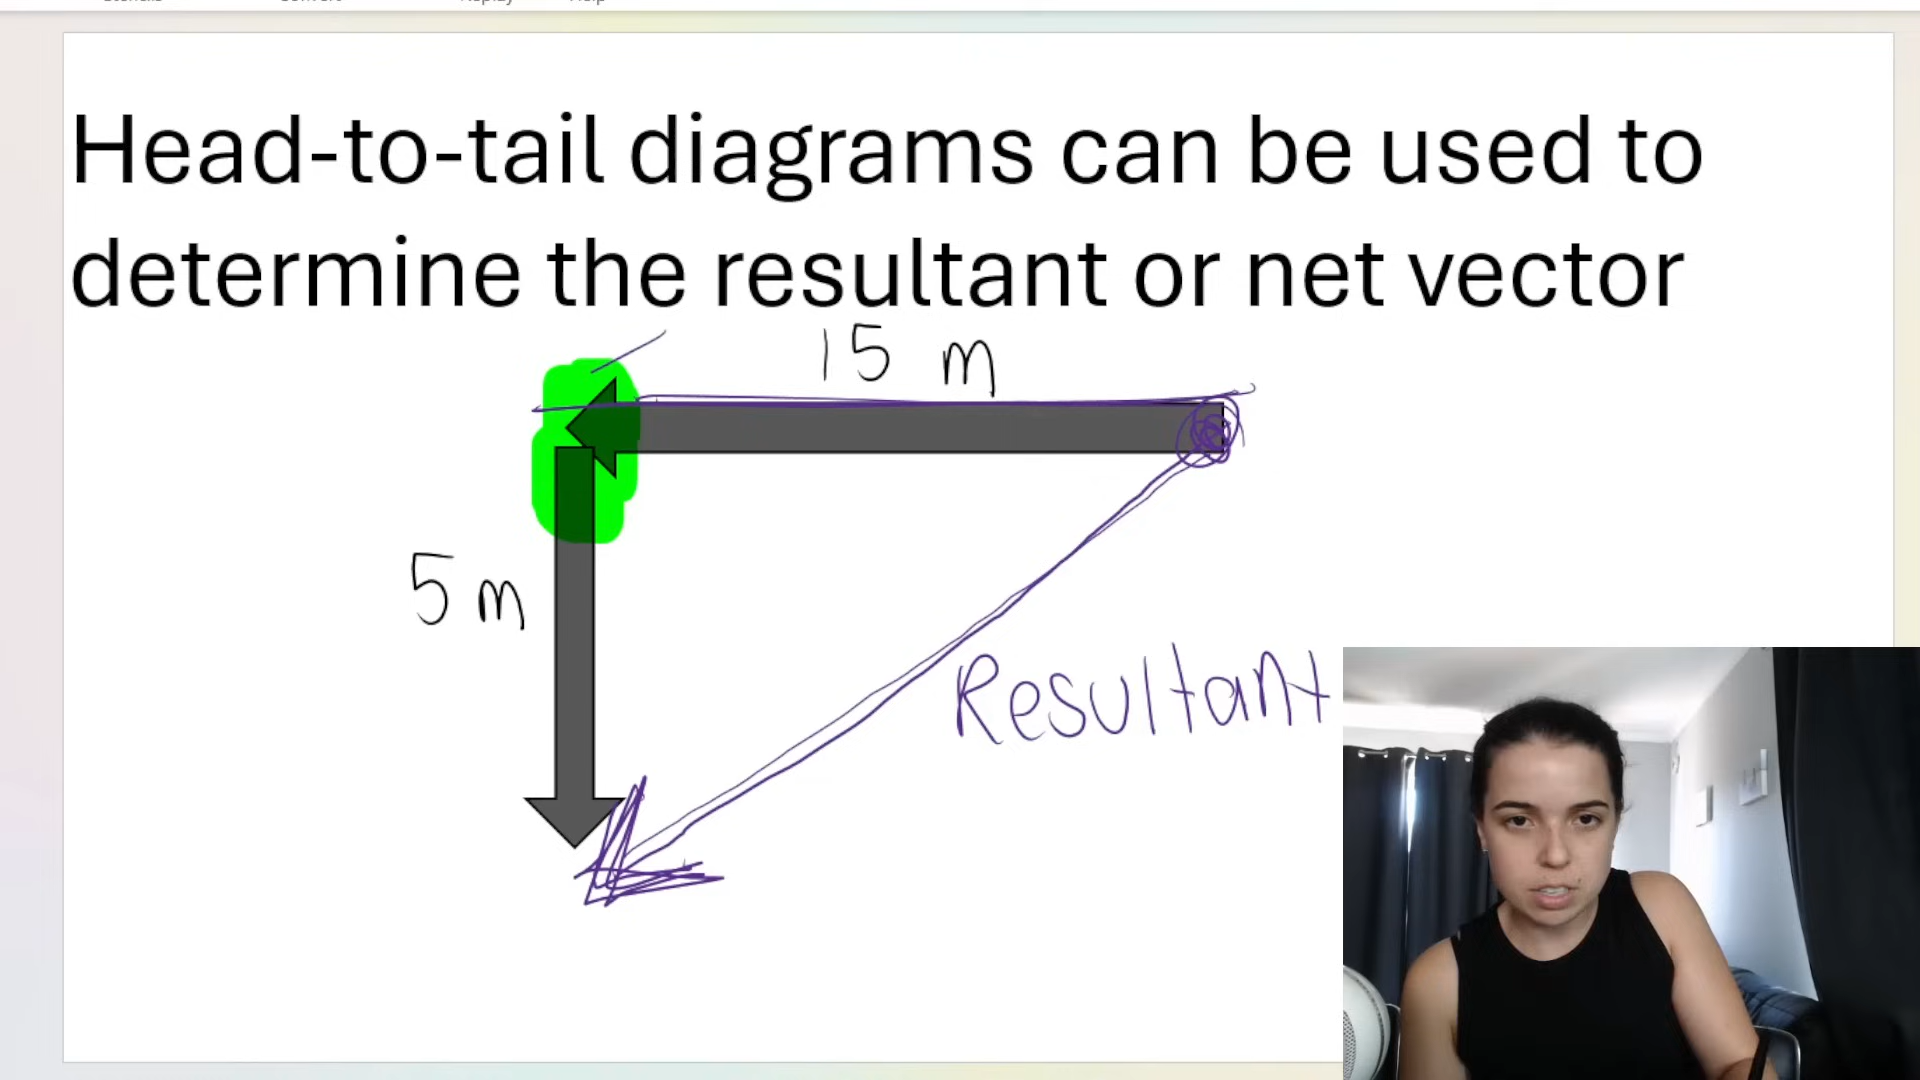 Head-to-tail diagrams can be used to
determine the resultant or net vector
15 m
5 m
Resultant